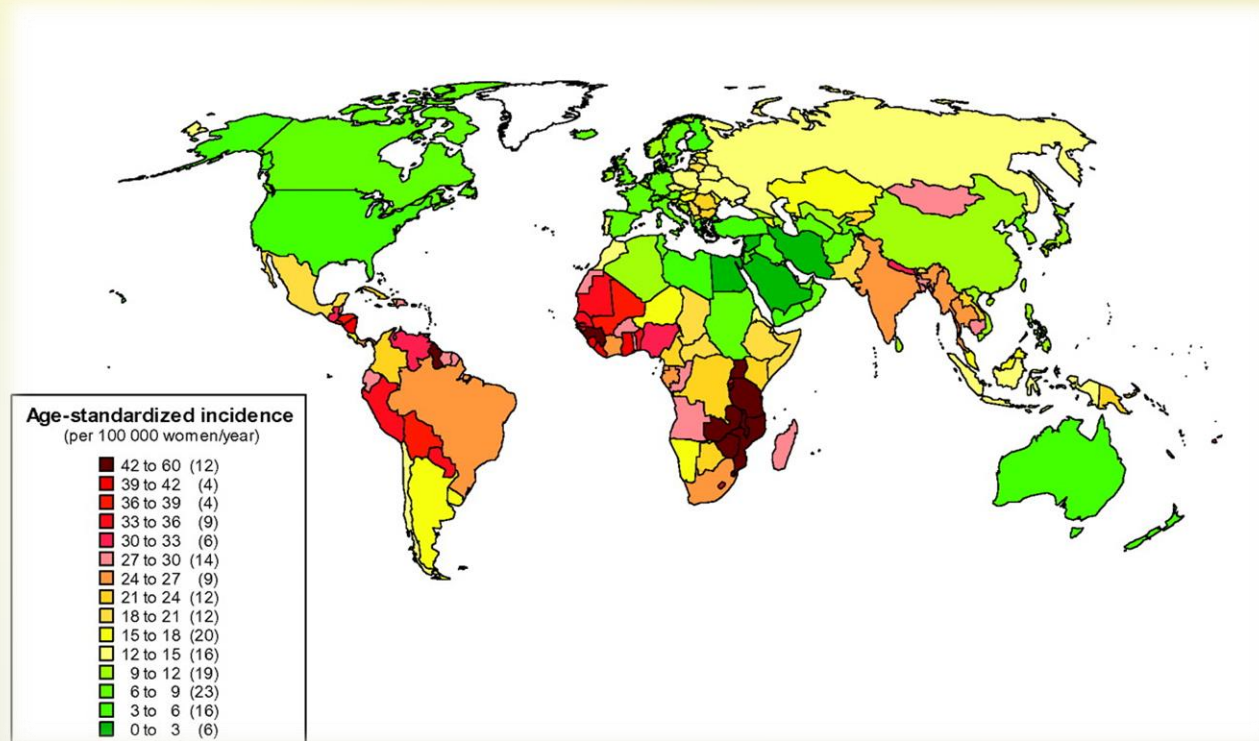 Age-standardized incidence
(per 100 000 women/year)
42 to 60 (12)
39 to 42 (4)
36 to 39 (4)
33 to 36 (9)
30 to 33 (6)
27 to 30 (14)
24 to 27 (9)
21 to 24 (12)
18 to 21 (12)
15 to 18 (20)
12 to 15 (16)
9 to 12 (19)
6 to 9 (23)
3 to 6 (16)
0 to 3 (6)